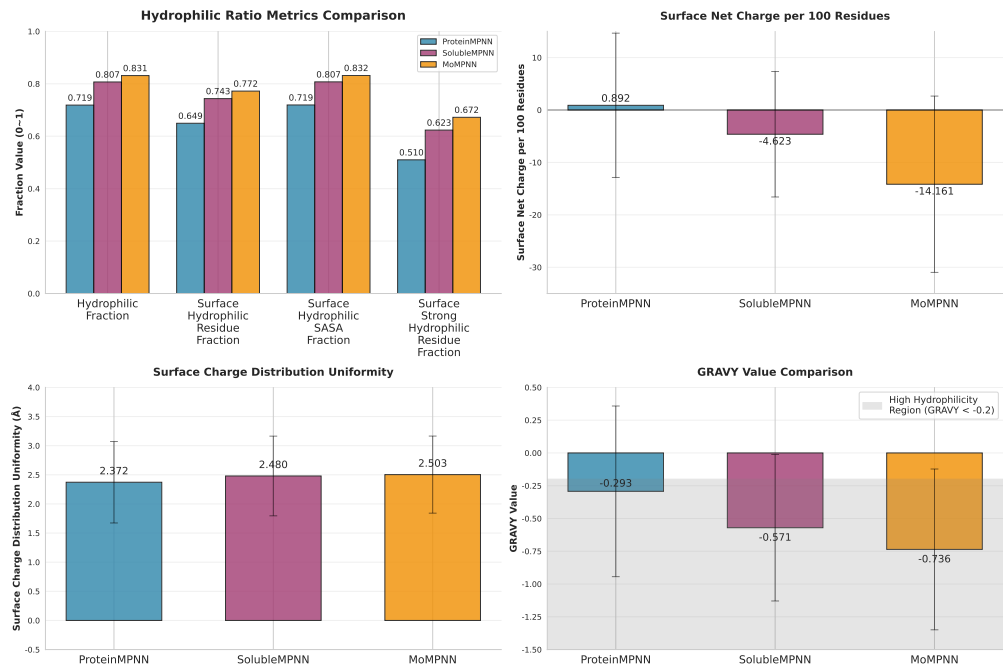 Hydrophilic Ratio Metrics Comparison
Fraction Value (0~1)
1.0
0.8
0.6
0.4
0.2
0.0
ProteinMPNN
SolubleMPNN
MoMPNN
0.719
0.807
0.831
0.649
0.743
0.772
0.719
0.807
0.832
0.510
0.623
0.672
Hydrophilic
Fraction
Surface
Hydrophilic
Residue
Fraction
Surface
Hydrophilic
SASA
Fraction
Surface
Strong
Hydrophilic
Residue
Fraction
Surface Net Charge per 100 Residues
Surface Net Charge per 100 Residues
10
0
-10
-20
-30
0.892
-4.623
-14.161
ProteinMPNN
SolubleMPNN
MoMPNN
Surface Charge Distribution Uniformity
Surface Charge Distribution Uniformity (Å)
4.0
3.5
3.0
2.5
2.0
1.5
1.0
0.5
0.0
-0.5
2.372
2.480
2.503
ProteinMPNN
SolubleMPNN
MoMPNN
GRAVY Value Comparison
GRAVY Value
0.50
0.25
0.00
-0.25
-0.50
-0.75
-1.00
-1.25
-1.50
High Hydrophilicity
Region (GRAVY < -0.2)
-0.293
-0.571
-0.736
ProteinMPNN
SolubleMPNN
MoMPNN